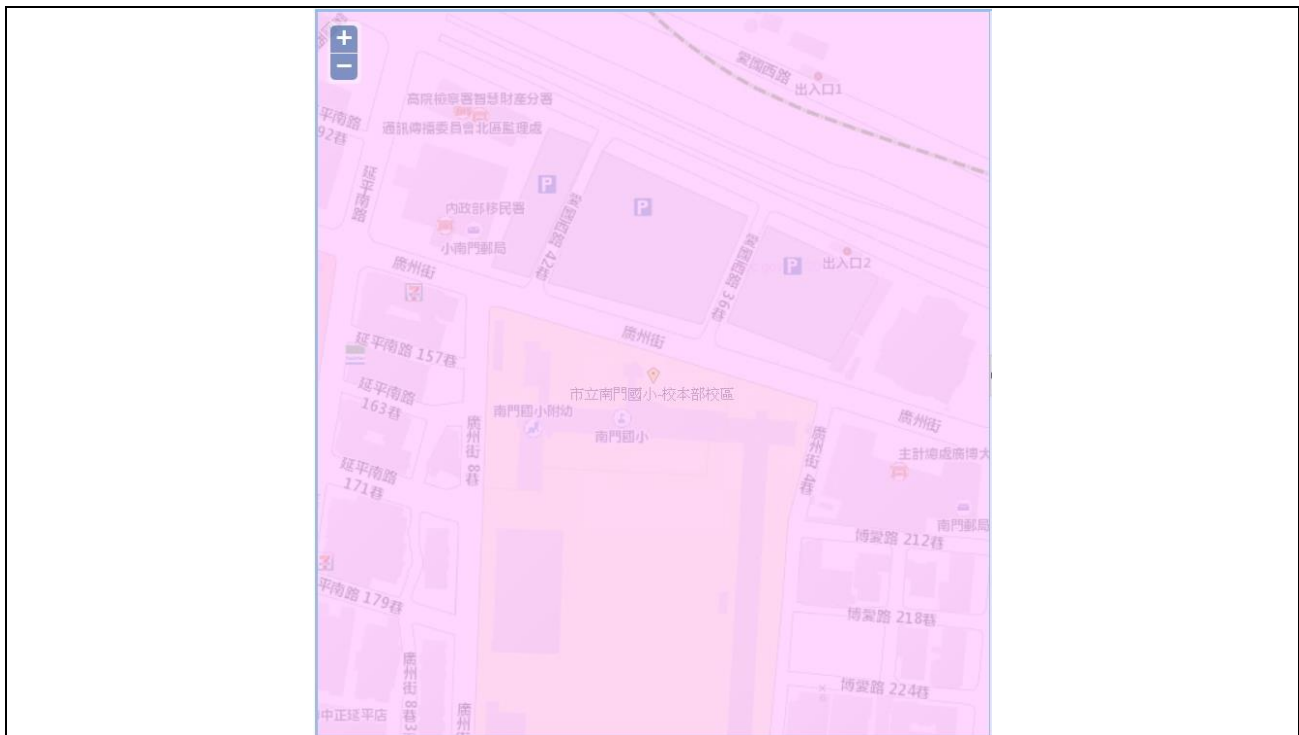 +
−
愛國西路
出入口1
高院檢察署智慧財產分署
通訊傳播委員會北區監理處
平南路
92巷
延平南路
P
P
內政部移民署
小南門郵局
愛國西路 42巷
愛國西路 36巷
P
出入口2
廣州街
7
廣州街
延平南路 157巷
市立南門國小-校本部校區
延平南路
163巷
南門國小附幼
南門國小
廣州街
廣州街 8巷
廣州街 4巷
主計總處廣博大
延平南路
171巷
南門郵局
博愛路 212巷
7
平南路 179巷
博愛路 218巷
廣州街 8巷3
博愛路 224巷
中正延平店
廣州